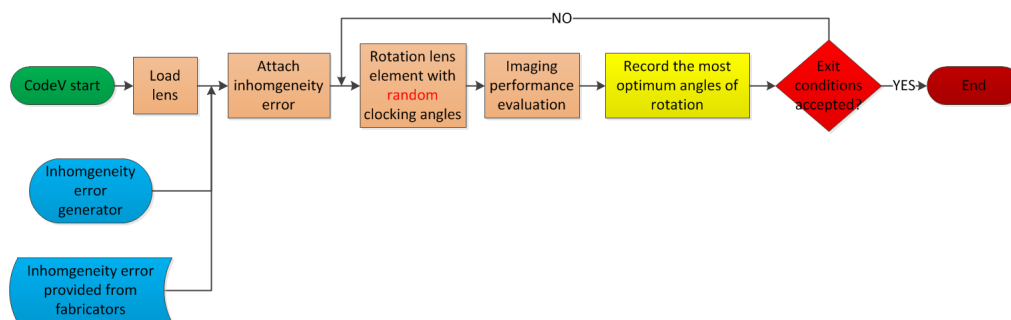 NO
CodeV start
Load
lens
Attach
inhomgeneity
error
Rotation lens
element with
random
clocking angles
Imaging
performance
evaluation
Record the most
optimum angles of
rotation
Exit
conditions
accepted?
YES
End
Inhomgeneity
error
generator
Inhomgeneity error
provided from
fabricators